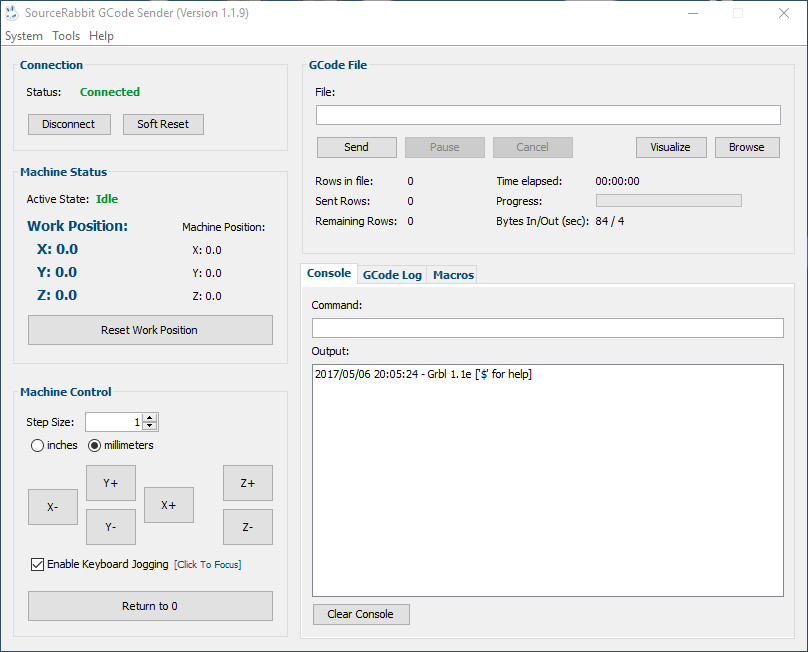 SourceRabbit GCode Sender (Version 1.1.9)
System Tools Help
Connection
Status: Connected
Disconnect Soft Reset
Machine Status
Active State: Idle
Work Position: Machine Position:
X: 0.0 X: 0.0
Y: 0.0 Y: 0.0
Z: 0.0 Z: 0.0
Reset Work Position
Machine Control
Step Size: 1
inches millimeters
X- Y+ Y- X+ Z+ Z-
Enable Keyboard Jogging [Click To Focus]
Return to 0
GCode File
File:
Send Pause Cancel Visualize Browse
Rows in file: 0 Time elapsed: 00:00:00
Sent Rows: 0 Progress:
Remaining Rows: 0 Bytes In/Out (sec): 84 / 4
Console GCode Log Macros
Command:
Output:
2017/05/06 20:05:24 - Grbl 1.1e ['$' for help]
Clear Console